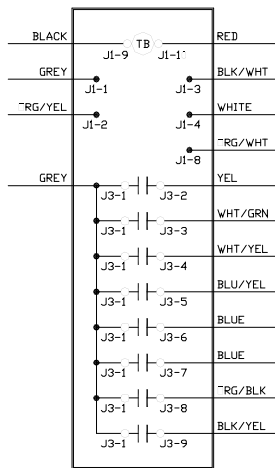 BLACK TB RED
J1-9 J1-1
GREY BLK/WHT
J1-1 J1-3
RG/YEL WHITE
J1-2 J1-4
RG/WHT
J1-8
GREY YEL
J3-1 J3-2
WHT/GRN
J3-1 J3-3
WHT/YEL
J3-1 J3-4
BLU/YEL
J3-1 J3-5
BLUE
J3-1 J3-6
BLUE
J3-1 J3-7
RG/BLK
J3-1 J3-8
BLK/YEL
J3-1 J3-9